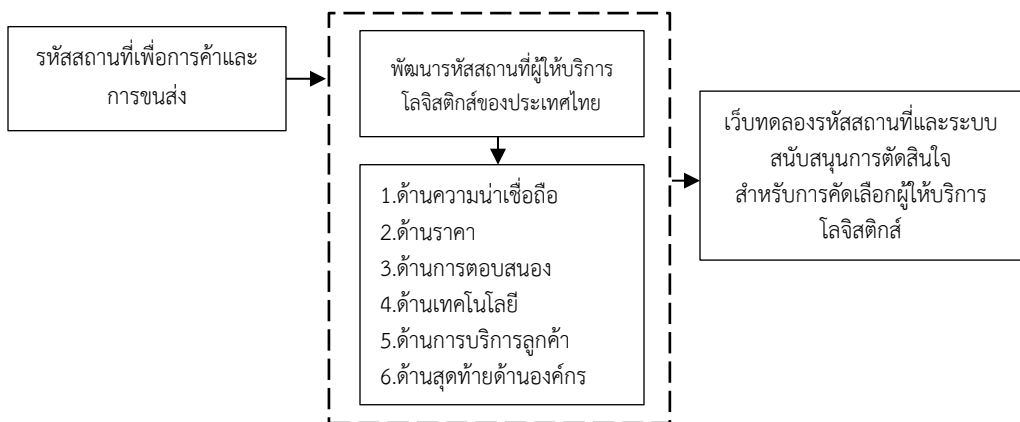 รหัสสถานที่เพื่อการค้าและ
การขนส่ง
พัฒนารหัสสถานที่ผู้ให้บริการ
โลจิสติกส์ของประเทศไทย
1.ด้านความน่าเชื่อถือ
2.ด้านราคา
3.ด้านการตอบสนอง
4.ด้านเทคโนโลยี
5.ด้านการบริการลูกค้า
6.ด้านสุดท้ายด้านองค์กร
เว็บทดลองรหัสสถานที่และระบบ
สนับสนุนการตัดสินใจ
สำหรับการคัดเลือกผู้ให้บริการ
โลจิสติกส์